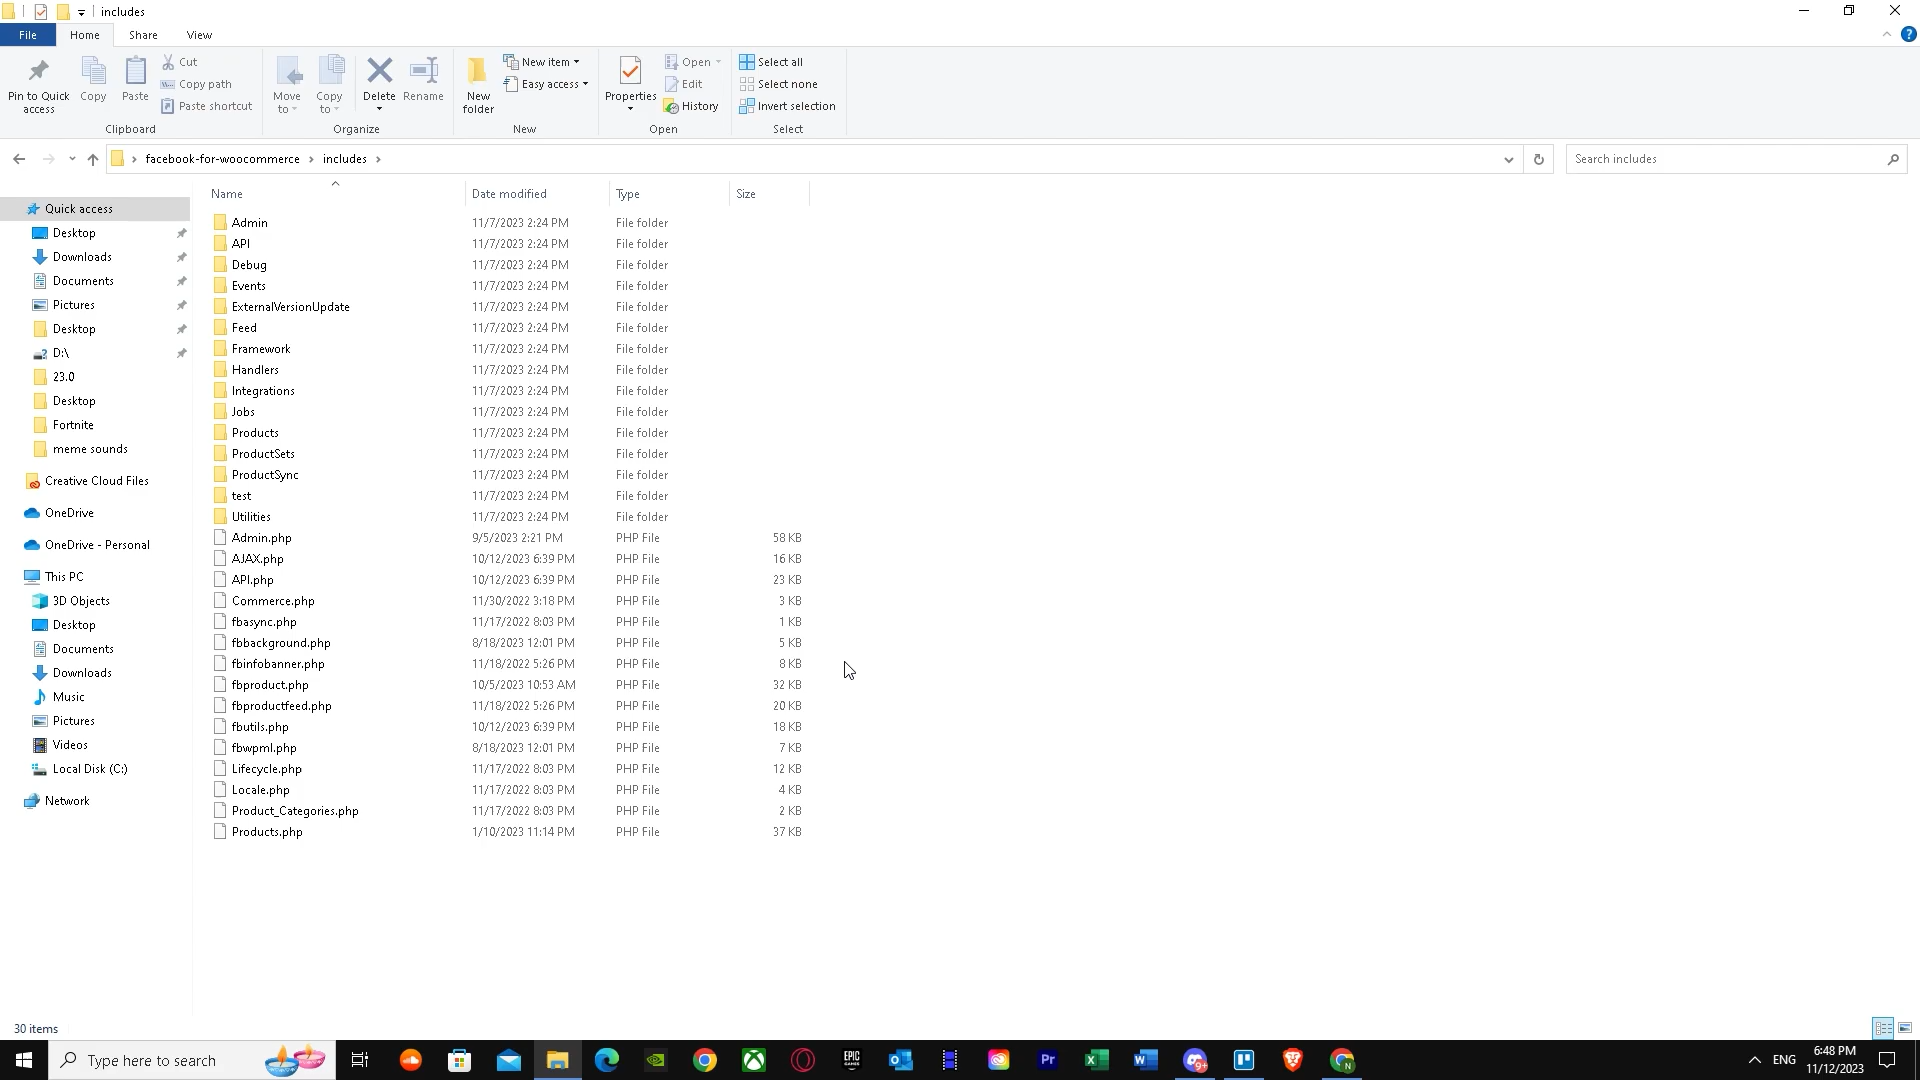 includes
File Home Share View
Pin to Quick access
Copy
Paste
Cut
Copy path
Paste shortcut
Clipboard
Move to
Copy to
Delete
Rename
Organize
New folder
New item
Easy access
New
Properties
Open
Edit
History
Open
Select all
Select none
Invert selection
Select
facebook-for-woocommerce › includes ›
Search includes
Quick access
Desktop
Downloads
Documents
Pictures
Desktop
D:\
23.0
Desktop
Fortnite
meme sounds
Creative Cloud Files
OneDrive
OneDrive - Personal
This PC
3D Objects
Desktop
Documents
Downloads
Music
Pictures
Videos
Local Disk (C:)
Network
Name Date modified Type Size
Admin 11/7/2023 2:24 PM File folder
API 11/7/2023 2:24 PM File folder
Debug 11/7/2023 2:24 PM File folder
Events 11/7/2023 2:24 PM File folder
ExternalVersionUpdate 11/7/2023 2:24 PM File folder
Feed 11/7/2023 2:24 PM File folder
Framework 11/7/2023 2:24 PM File folder
Handlers 11/7/2023 2:24 PM File folder
Integrations 11/7/2023 2:24 PM File folder
Jobs 11/7/2023 2:24 PM File folder
Products 11/7/2023 2:24 PM File folder
ProductSets 11/7/2023 2:24 PM File folder
ProductSync 11/7/2023 2:24 PM File folder
test 11/7/2023 2:24 PM File folder
Utilities 11/7/2023 2:24 PM File folder
Admin.php 9/5/2023 2:21 PM PHP File 58 KB
AJAX.php 10/12/2023 6:39 PM PHP File 16 KB
API.php 10/12/2023 6:39 PM PHP File 23 KB
Commerce.php 11/30/2022 3:18 PM PHP File 3 KB
fbasync.php 11/17/2022 8:03 PM PHP File 1 KB
fbbackground.php 8/18/2023 12:01 PM PHP File 5 KB
fbinfobanner.php 11/18/2022 5:26 PM PHP File 8 KB
fbproduct.php 10/5/2023 10:53 AM PHP File 32 KB
fbproductfeed.php 11/18/2022 5:26 PM PHP File 20 KB
fbutils.php 10/12/2023 6:39 PM PHP File 18 KB
fbwpml.php 8/18/2023 12:01 PM PHP File 7 KB
Lifecycle.php 11/17/2022 8:03 PM PHP File 12 KB
Locale.php 11/17/2022 8:03 PM PHP File 4 KB
Product_Categories.php 11/17/2022 8:03 PM PHP File 2 KB
Products.php 1/10/2023 11:14 PM PHP File 37 KB
30 items
Type here to search
EPIC GAMES
Pr
9+
N
ENG
6:48 PM
11/12/2023